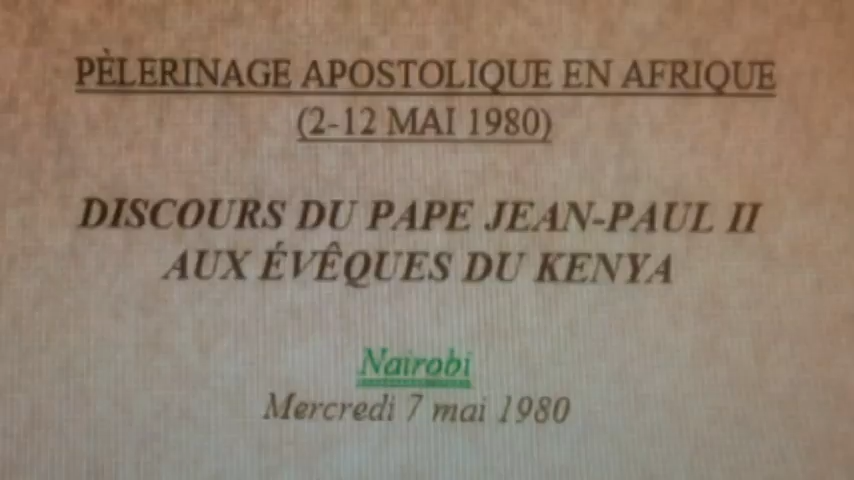 PÈLERINAGE APOSTOLIQUE EN AFRIQUE
(2-12 MAI 1980)
DISCOURS DU PAPE JEAN-PAUL II
AUX ÉVÊQUES DU KENYA
Nairobi
Mercredi 7 mai 1980